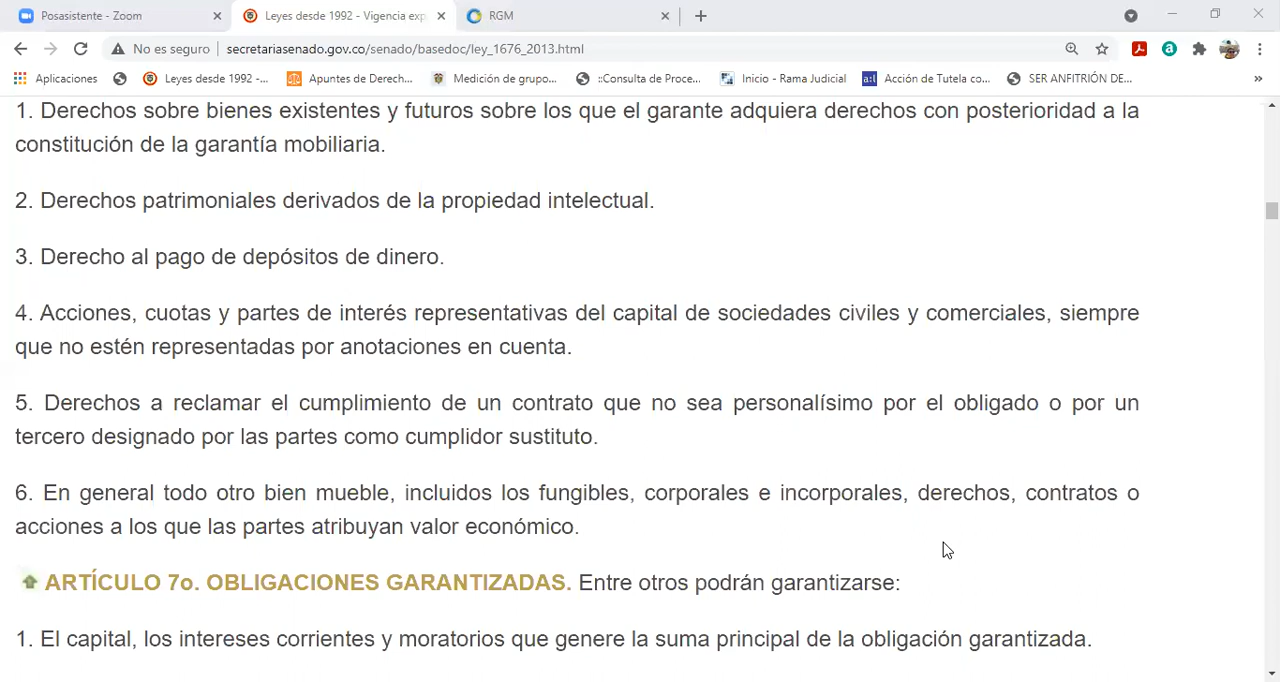 Posasistente - Zoom
Leyes desde 1992 - Vigencia exp
RGM
No es seguro
secretariasenado.gov.co/senado/basedoc/ley_1676_2013.html
Aplicaciones
Leyes desde 1992 -...
Apuntes de Derech...
Medición de grupo...
::Consulta de Proce...
Inicio - Rama Judicial
a:l
Acción de Tutela co...
SER ANFITRIÓN DE...
»
1. Derechos sobre bienes existentes y futuros sobre los que el garante adquiera derechos con posterioridad a la
constitución de la garantía mobiliaria.
2. Derechos patrimoniales derivados de la propiedad intelectual.
3. Derecho al pago de depósitos de dinero.
4. Acciones, cuotas y partes de interés representativas del capital de sociedades civiles y comerciales, siempre
que no estén representadas por anotaciones en cuenta.
5. Derechos a reclamar el cumplimiento de un contrato que no sea personalísimo por el obligado o por un
tercero designado por las partes como cumplidor sustituto.
6. En general todo otro bien mueble, incluidos los fungibles, corporales e incorporales, derechos, contratos o
acciones a los que las partes atribuyan valor económico.
ARTÍCULO 7o. OBLIGACIONES GARANTIZADAS. Entre otros podrán garantizarse:
1. El capital, los intereses corrientes y moratorios que genere la suma principal de la obligación garantizada.